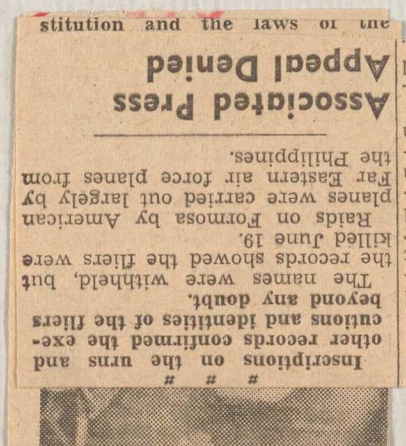 stitution and the laws of the
# # #
Inscriptions on the urns and
other records confirmed the exe-
cutions and identities of the fliers
beyond any doubt.
The names were withheld, but
the records showed the fliers were
killed June 19.
Raids on Formosa by American
planes were carried out largely by
Far Eastern air force planes from
the Philippines.
Associated Press
Appeal Denied